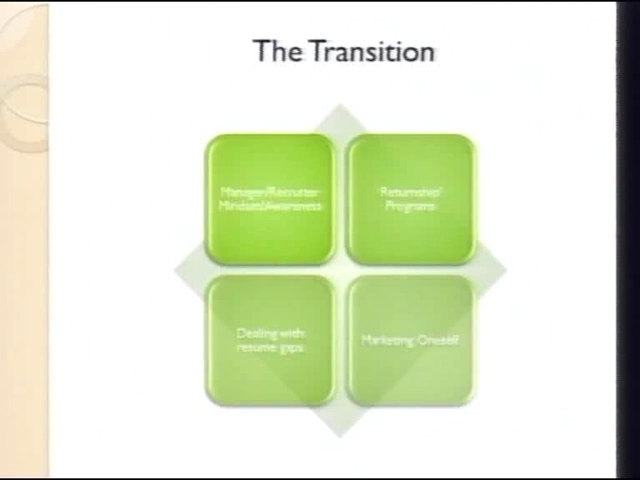 The Transition
Manager/Recruiter
Mindset/Awareness
'Returnship'
Programs
Dealing with
resume gaps
Marketing Oneself